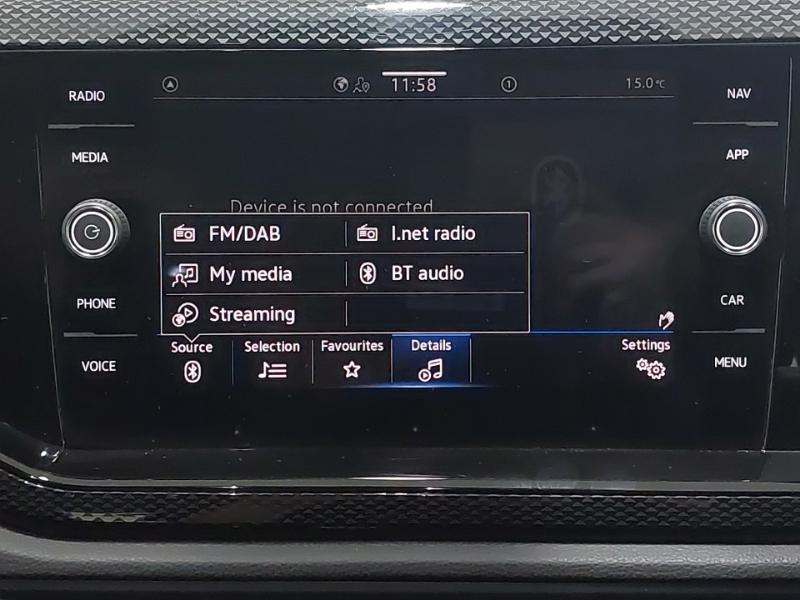 RADIO
MEDIA
PHONE
VOICE
11:58
1
15.0°C
Device is not connected
FM/DAB
I.net radio
My media
BT audio
Streaming
Source
Selection
Favourites
Details
Settings
NAV
APP
CAR
MENU